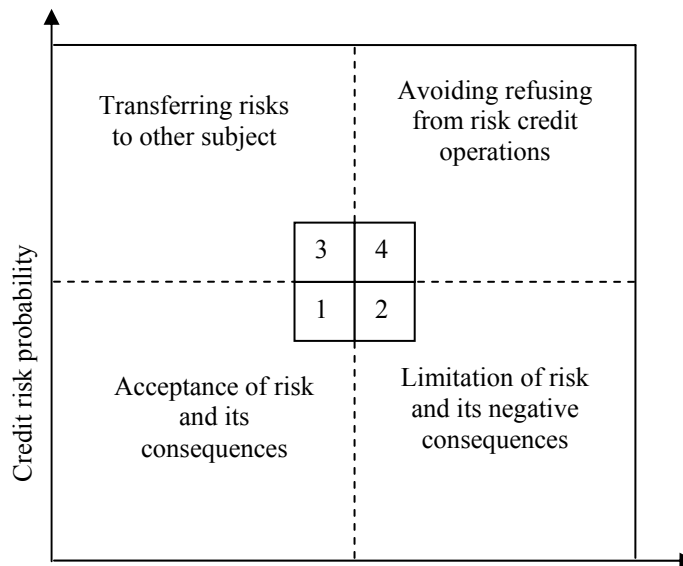 Transferring risks
to other subject
Avoiding refusing
from risk credit
operations
3
4
1
2
Acceptance of risk
and its
consequences
Limitation of risk
and its negative
consequences
Credit risk probability